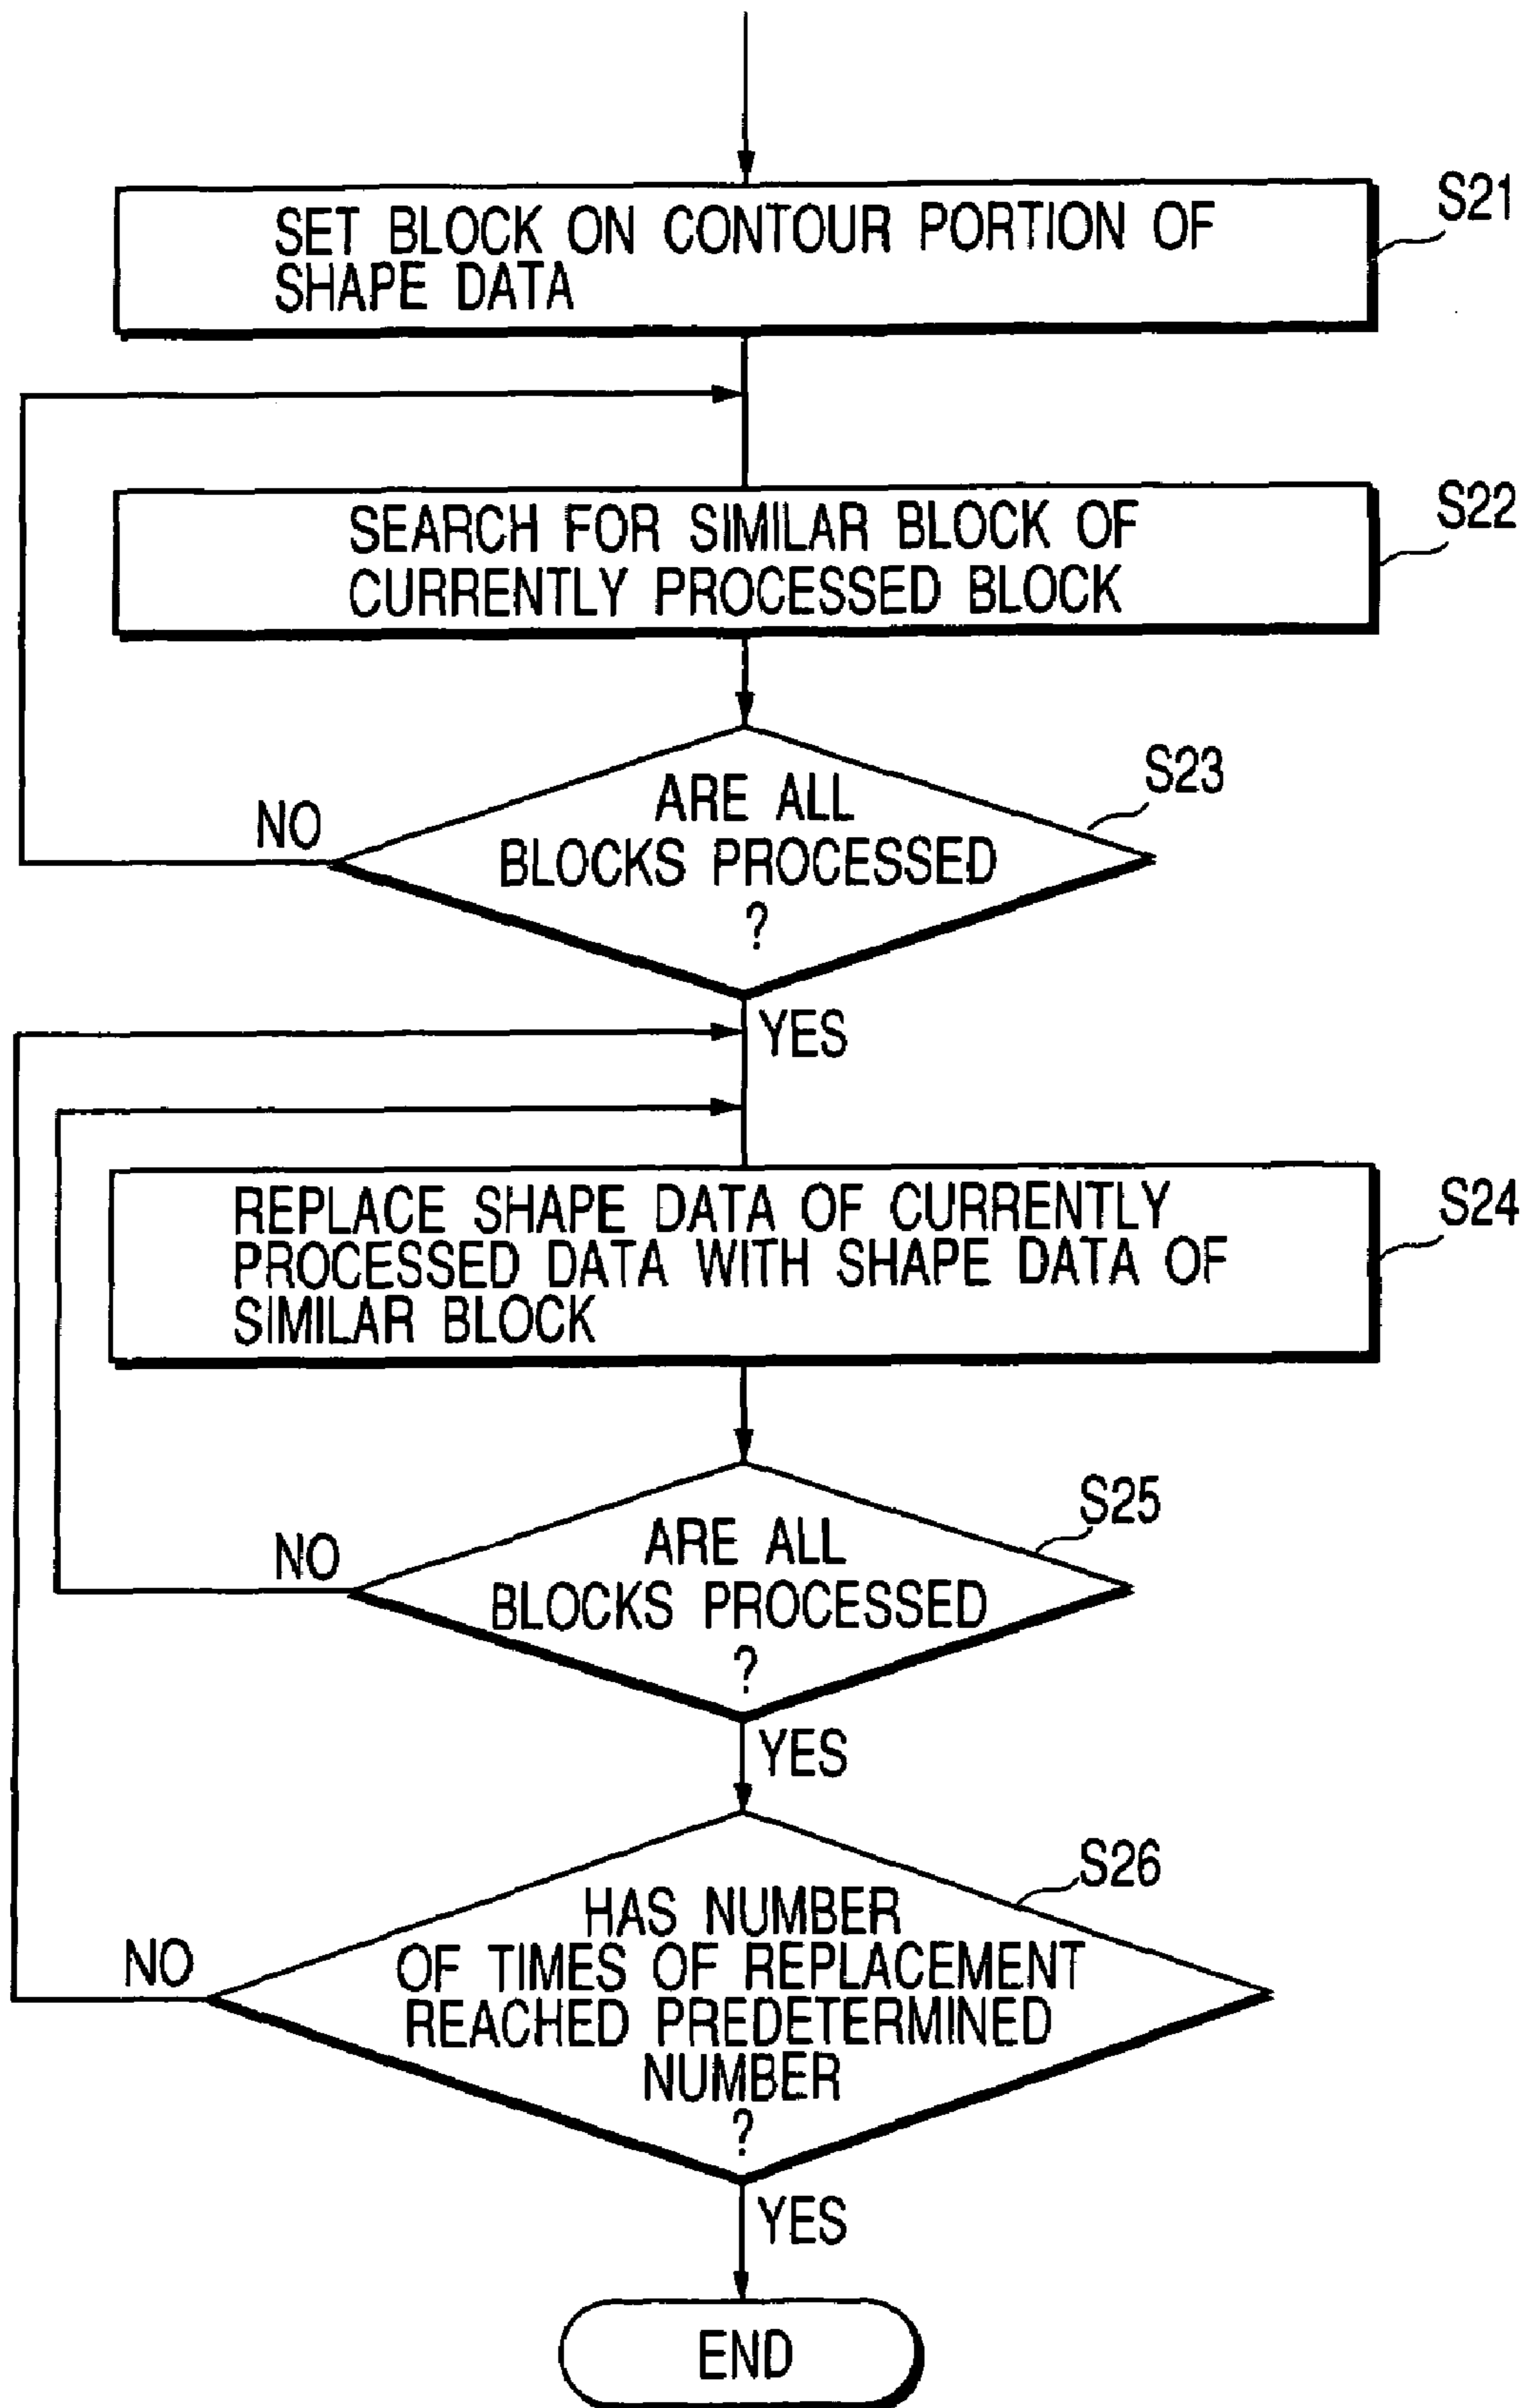 S21
SET BLOCK ON CONTOUR PORTION OF
SHAPE DATA
S22
SEARCH FOR SIMILAR BLOCK OF
CURRENTLY PROCESSED BLOCK
S23
ARE ALL
BLOCKS PROCESSED
?
NO
YES
S24
REPLACE SHAPE DATA OF CURRENTLY
PROCESSED DATA WITH SHAPE DATA OF
SIMILAR BLOCK
S25
ARE ALL
BLOCKS PROCESSED
?
NO
YES
S26
HAS NUMBER
OF TIMES OF REPLACEMENT
REACHED PREDETERMINED
NUMBER
?
NO
YES
END